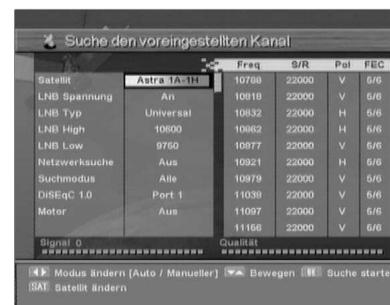 Suche den voreingestellten Kanal
Freq S/R Pol FEC
Satellit Astra 1A-1H 10788 22000 V 5/6
LNB Spannung An 10818 22000 V 5/6
LNB Typ Universal 10832 22000 H 5/6
LNB High 10600 10862 22000 H 5/6
LNB Low 9750 10877 22000 V 5/6
Netzwerksuche Aus 10921 22000 H 5/6
Suchmodus Alle 10979 22000 V 5/6
DiSEqC 1.0 Port 1 11038 22000 V 5/6
Motor Aus 11097 22000 V 5/6
11156 22000 V 5/6
Signal 0 Qualität
Modus ändern [Auto / Manueller] Bewegen Suche starte
SAT Satellit ändern